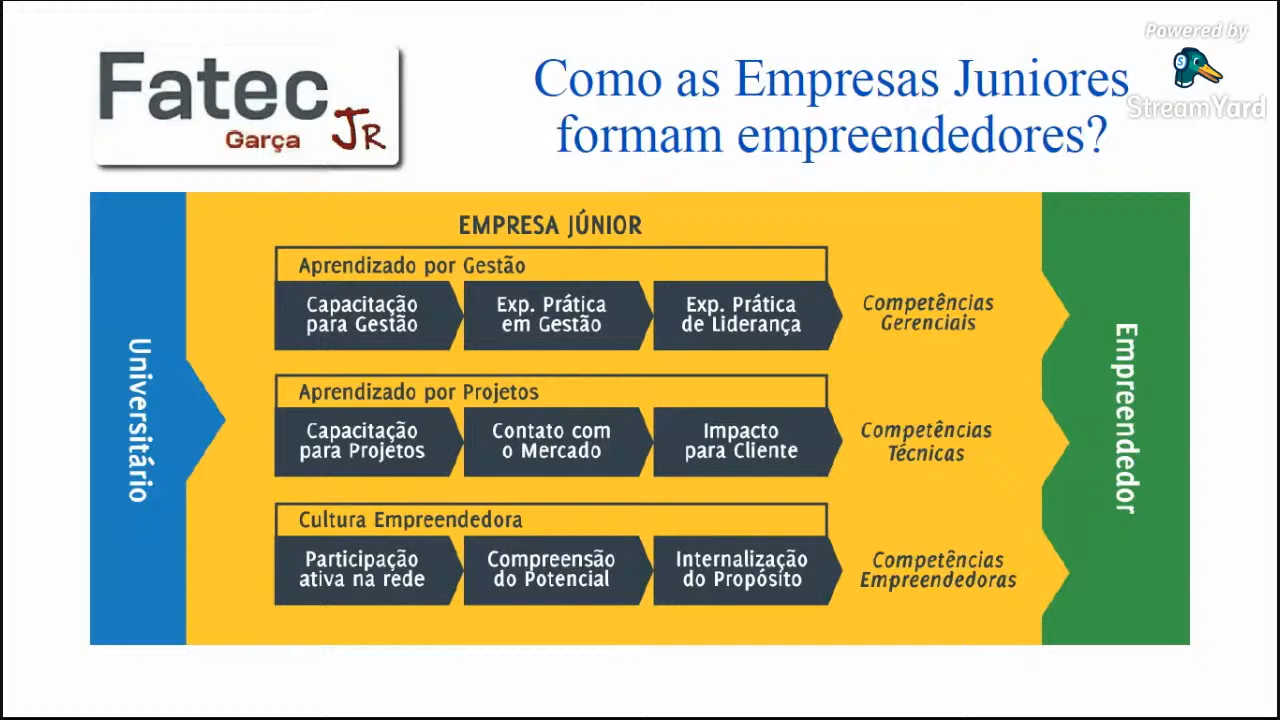 Powered by
StreamYard
Fatec
Garça JR
Como as Empresas Juniores
formam empreendedores?
Universitário
EMPRESA JÚNIOR
Aprendizado por Gestão
Capacitação
para Gestão
Exp. Prática
em Gestão
Exp. Prática
de Liderança
Competências
Gerenciais
Aprendizado por Projetos
Capacitação
para Projetos
Contato com
o Mercado
Impacto
para Cliente
Competências
Técnicas
Cultura Empreendedora
Participação
ativa na rede
Compreensão
do Potencial
Internalização
do Propósito
Competências
Empreendedoras
Empreendedor